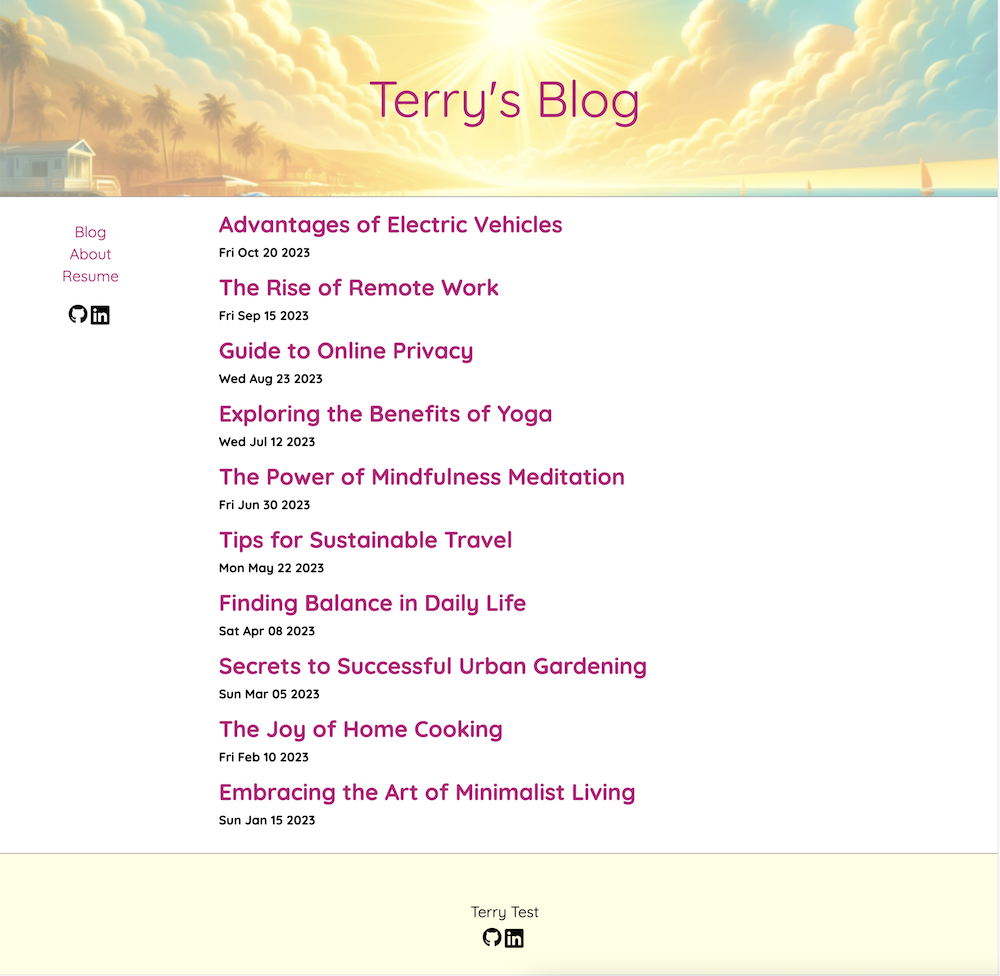 Terry's Blog
Blog
About
Resume
Advantages of Electric Vehicles
Fri Oct 20 2023
The Rise of Remote Work
Fri Sep 15 2023
Guide to Online Privacy
Wed Aug 23 2023
Exploring the Benefits of Yoga
Wed Jul 12 2023
The Power of Mindfulness Meditation
Fri Jun 30 2023
Tips for Sustainable Travel
Mon May 22 2023
Finding Balance in Daily Life
Sat Apr 08 2023
Secrets to Successful Urban Gardening
Sun Mar 05 2023
The Joy of Home Cooking
Fri Feb 10 2023
Embracing the Art of Minimalist Living
Sun Jan 15 2023
Terry Test